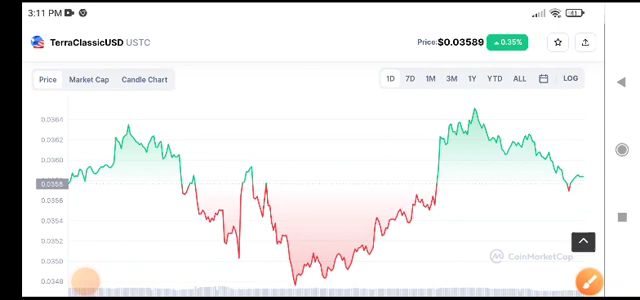 3:11 PM
41
TerraClassicUSD USTC
Price:$0.03589
0.35%
Price
Market Cap
Candle Chart
1D
7D
1M
3M
1Y
YTD
ALL
LOG
0.0364
0.0362
0.0360
0.0358
0.0356
0.0354
0.0352
0.0350
0.0348
CoinMarketCap